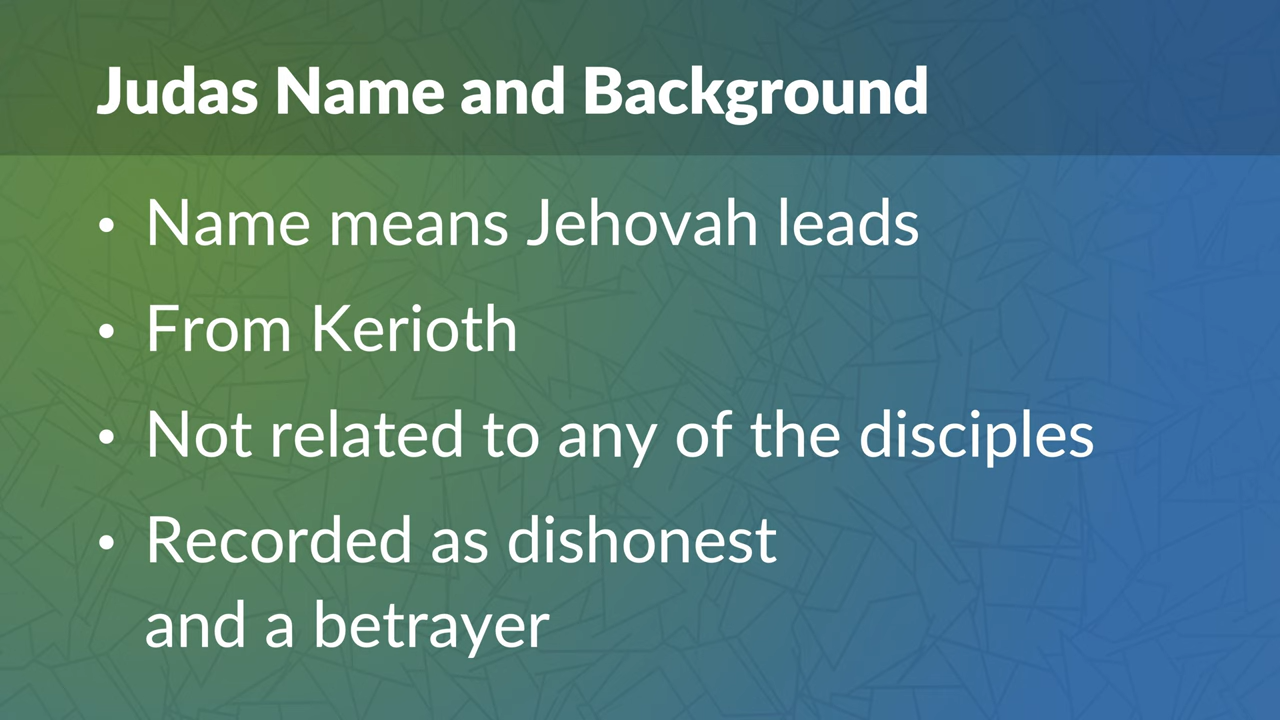 Judas Name and Background
• Name means Jehovah leads
• From Kerioth
• Not related to any of the disciples
• Recorded as dishonest
and a betrayer